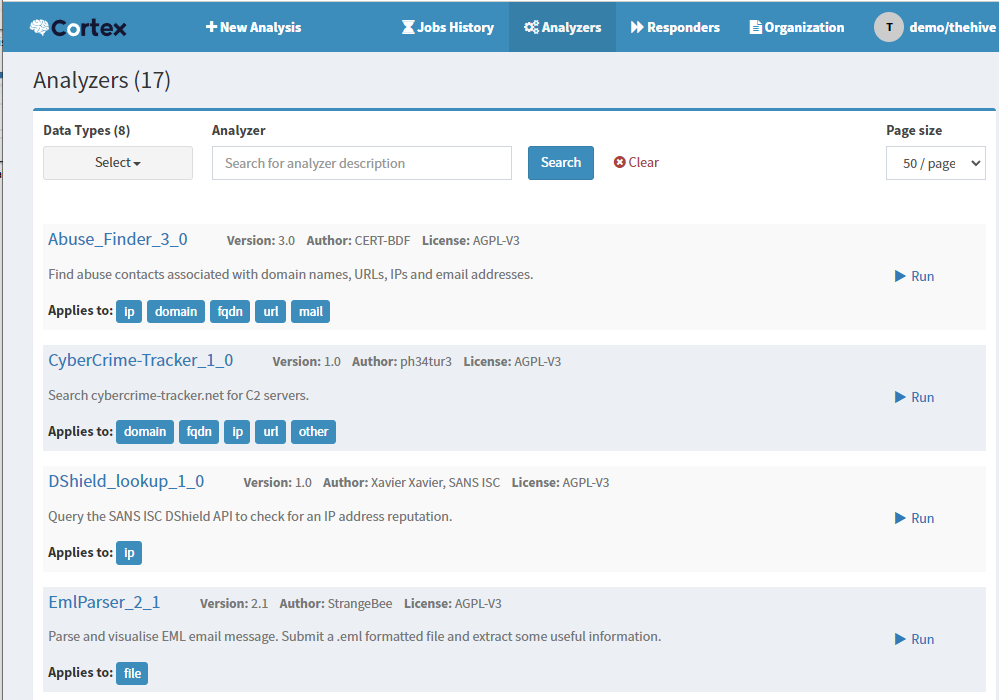 Cortex New Analysis Jobs History Analyzers Responders Organization T demo/thehive
Analyzers (17)
Data Types (8) Analyzer Page size
Select Search for analyzer description Search Clear 50 / page
Abuse_Finder_3_0 Version: 3.0 Author: CERT-BDF License: AGPL-V3
Find abuse contacts associated with domain names, URLs, IPs and email addresses.
Run
Applies to: ip domain fqdn url mail
CyberCrime-Tracker_1_0 Version: 1.0 Author: ph34tur3 License: AGPL-V3
Search cybercrime-tracker.net for C2 servers.
Run
Applies to: domain fqdn ip url other
DShield_lookup_1_0 Version: 1.0 Author: Xavier Xavier, SANS ISC License: AGPL-V3
Query the SANS ISC DShield API to check for an IP address reputation.
Run
Applies to: ip
EmlParser_2_1 Version: 2.1 Author: StrangeBee License: AGPL-V3
Parse and visualise EML email message. Submit a .eml formatted file and extract some useful information.
Run
Applies to: file